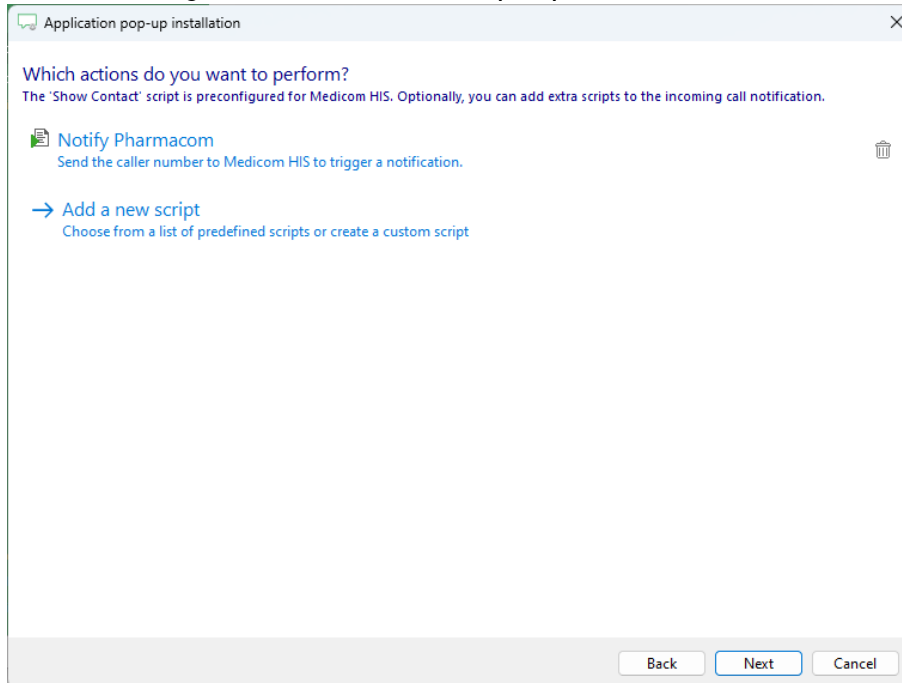 Application pop-up installation
Which actions do you want to perform?
The 'Show Contact' script is preconfigured for Medicom HIS. Optionally, you can add extra scripts to the incoming call notification.
Notify Pharmacom
Send the caller number to Medicom HIS to trigger a notification.
Add a new script
Choose from a list of predefined scripts or create a custom script
Back Next Cancel